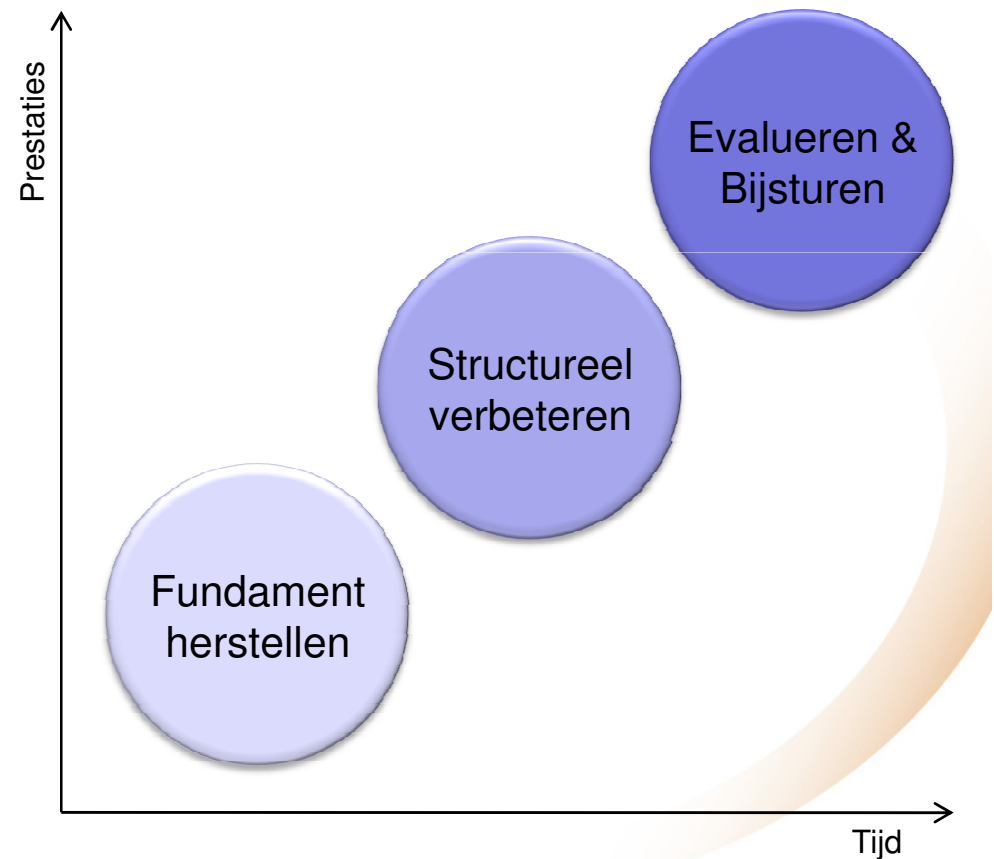 Prestaties
Evalueren &
Bijsturen
Structureel
verbeteren
Fundament
herstellen
Tijd